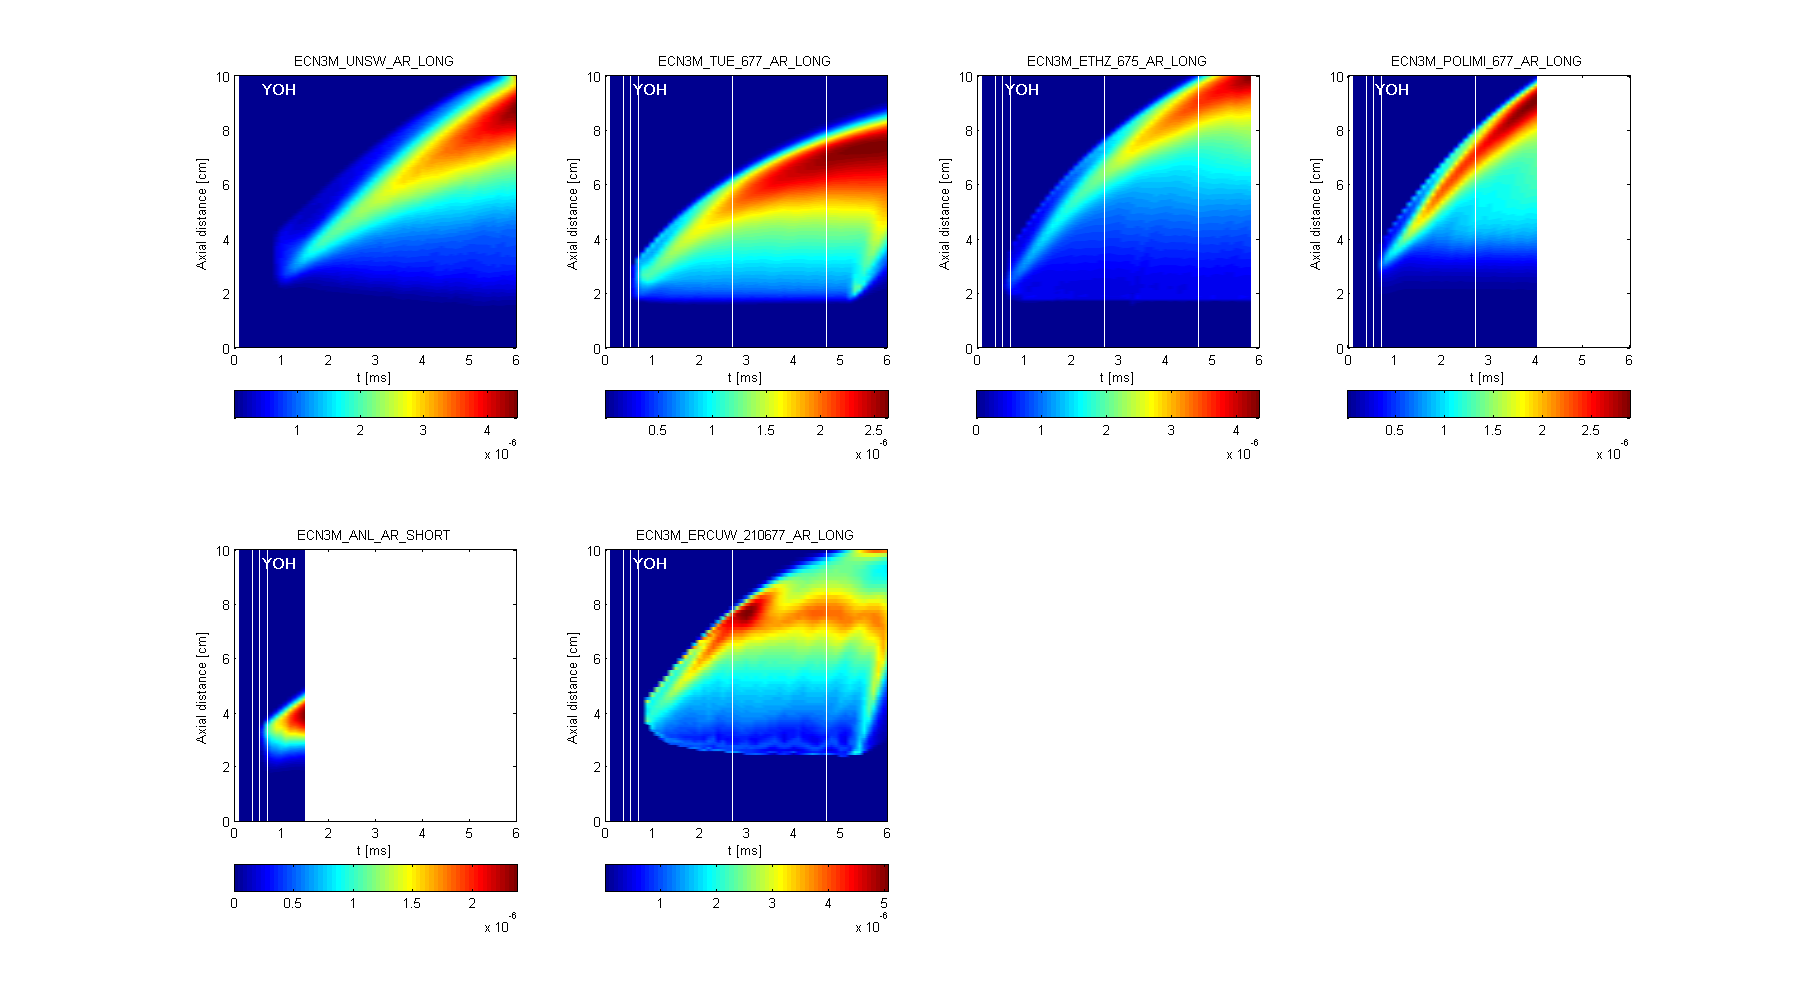 ECN3M_UNSW_AR_LONG
YOH
10
8
6
4
2
0
Axial distance [cm]
0 1 2 3 4 5 6
t [ms]
1 2 3 4
x 10^-6
ECN3M_TUE_677_AR_LONG
YOH
10
8
6
4
2
0
Axial distance [cm]
0 1 2 3 4 5 6
t [ms]
0.5 1 1.5 2 2.5
x 10^-6
ECN3M_ETHZ_675_AR_LONG
YOH
10
8
6
4
2
0
Axial distance [cm]
0 1 2 3 4 5 6
t [ms]
0 1 2 3 4
x 10^-6
ECN3M_POLIMI_677_AR_LONG
YOH
10
8
6
4
2
0
Axial distance [cm]
0 1 2 3 4 5 6
t [ms]
0.5 1 1.5 2 2.5
x 10^-6
ECN3M_ANL_AR_SHORT
YOH
10
8
6
4
2
0
Axial distance [cm]
0 1 2 3 4 5 6
t [ms]
0 0.5 1 1.5 2
x 10^-6
ECN3M_ERCUW_210677_AR_LONG
YOH
10
8
6
4
2
0
Axial distance [cm]
0 1 2 3 4 5 6
t [ms]
1 2 3 4 5
x 10^-6